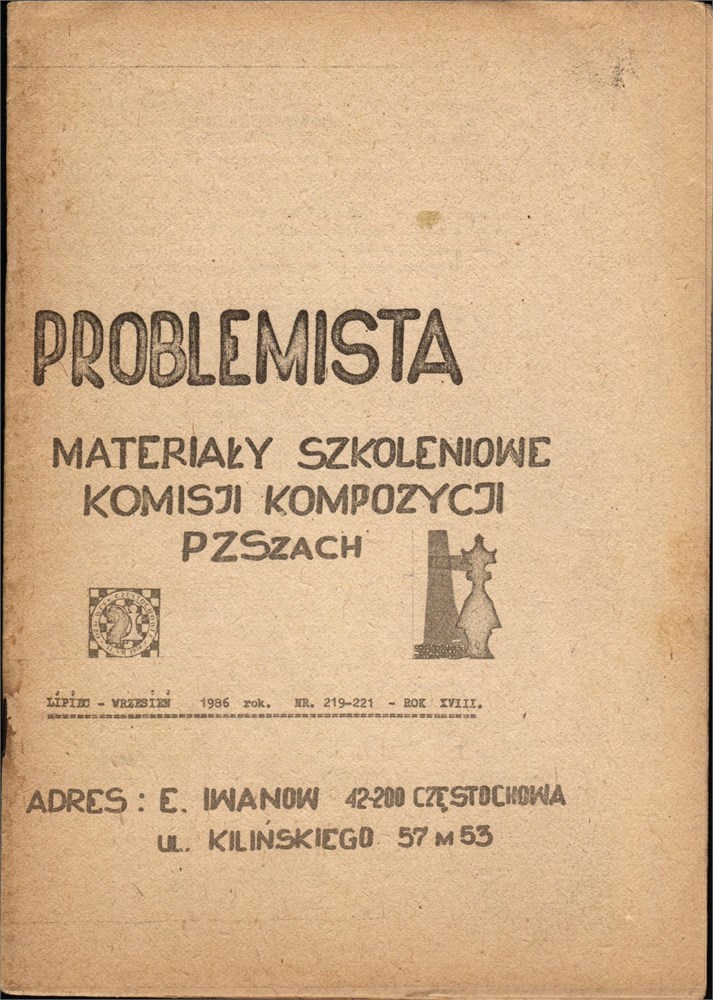 PROBLEMISTA
MATERIAŁY SZKOLENIOWE
KOMISJI KOMPOZYCJI
PZSZACH
LIPIEC - WRZESIEŃ 1986 rok. NR. 219-221 - ROK XVIII.
ADRES : E. IWANOW 42-200 CZĘSTOCHOWA
UL. KILIŃSKIEGO 57 M 53